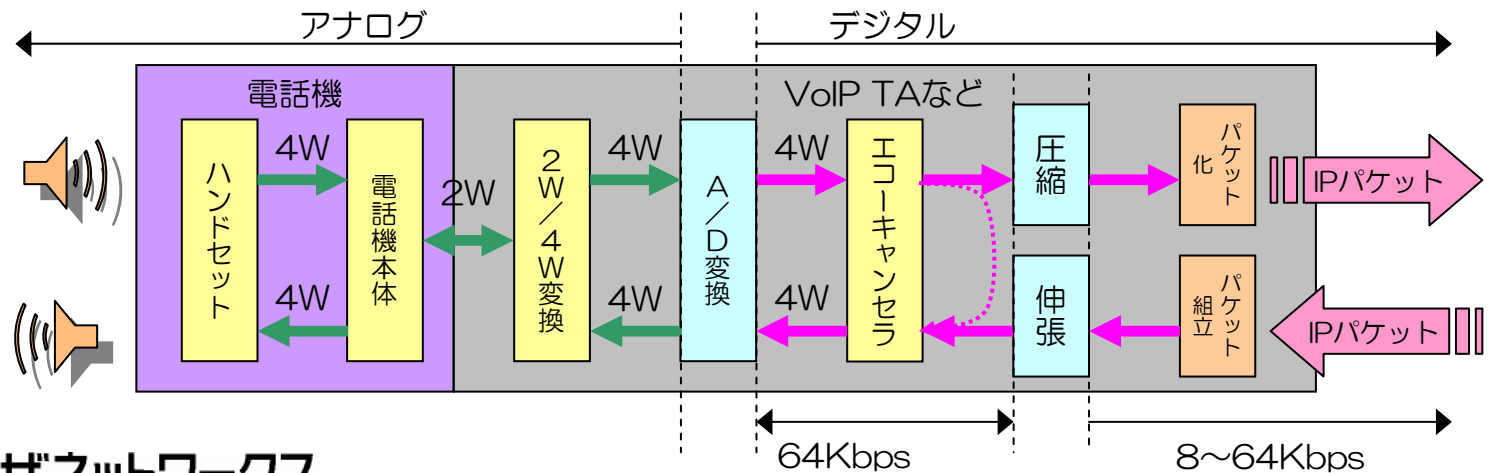 アナログ
デジタル
電話機
VoIP TAなど
ハンドセット
4W
4W
電話機本体
2W
2W/4W変換
4W
4W
A/D変換
4W
4W
エコーキャンセラ
圧縮
伸張
パケット化
パケット組立
IPパケット
IPパケット
64Kbps
8～64Kbps